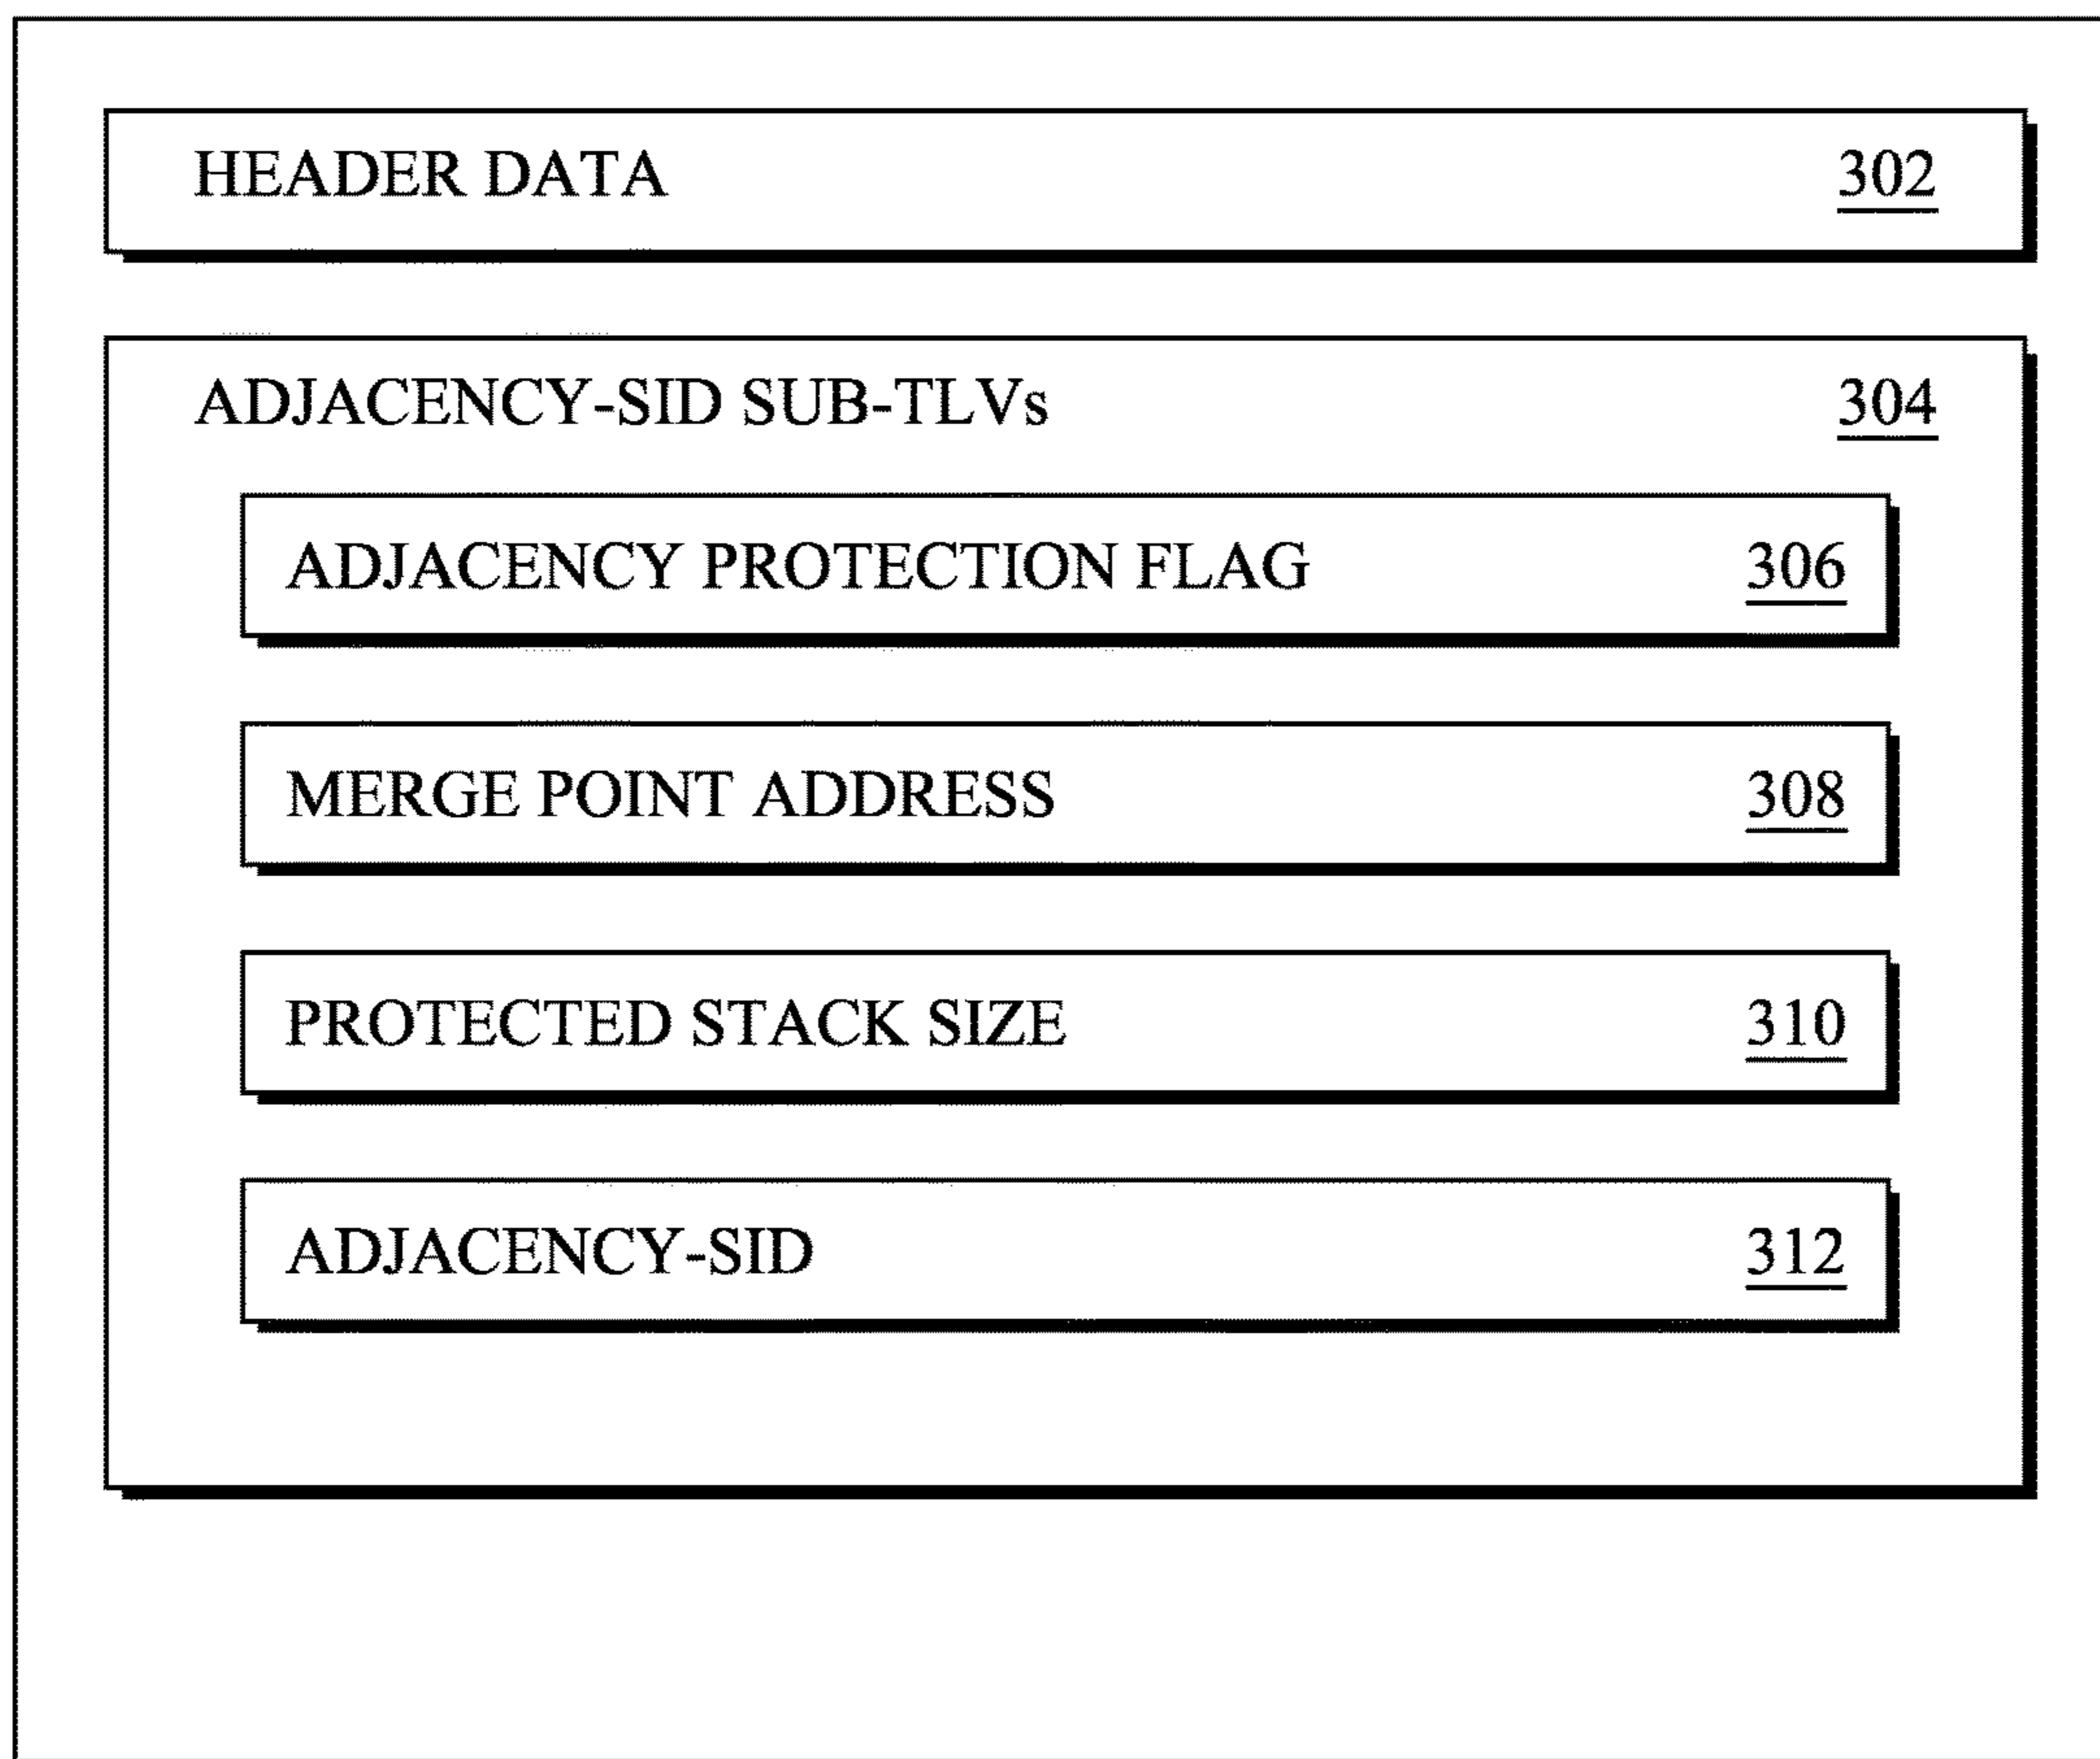 HEADER DATA 302
ADJACENCY-SID SUB-TLVs 304
ADJACENCY PROTECTION FLAG 306
MERGE POINT ADDRESS 308
PROTECTED STACK SIZE 310
ADJACENCY-SID 312